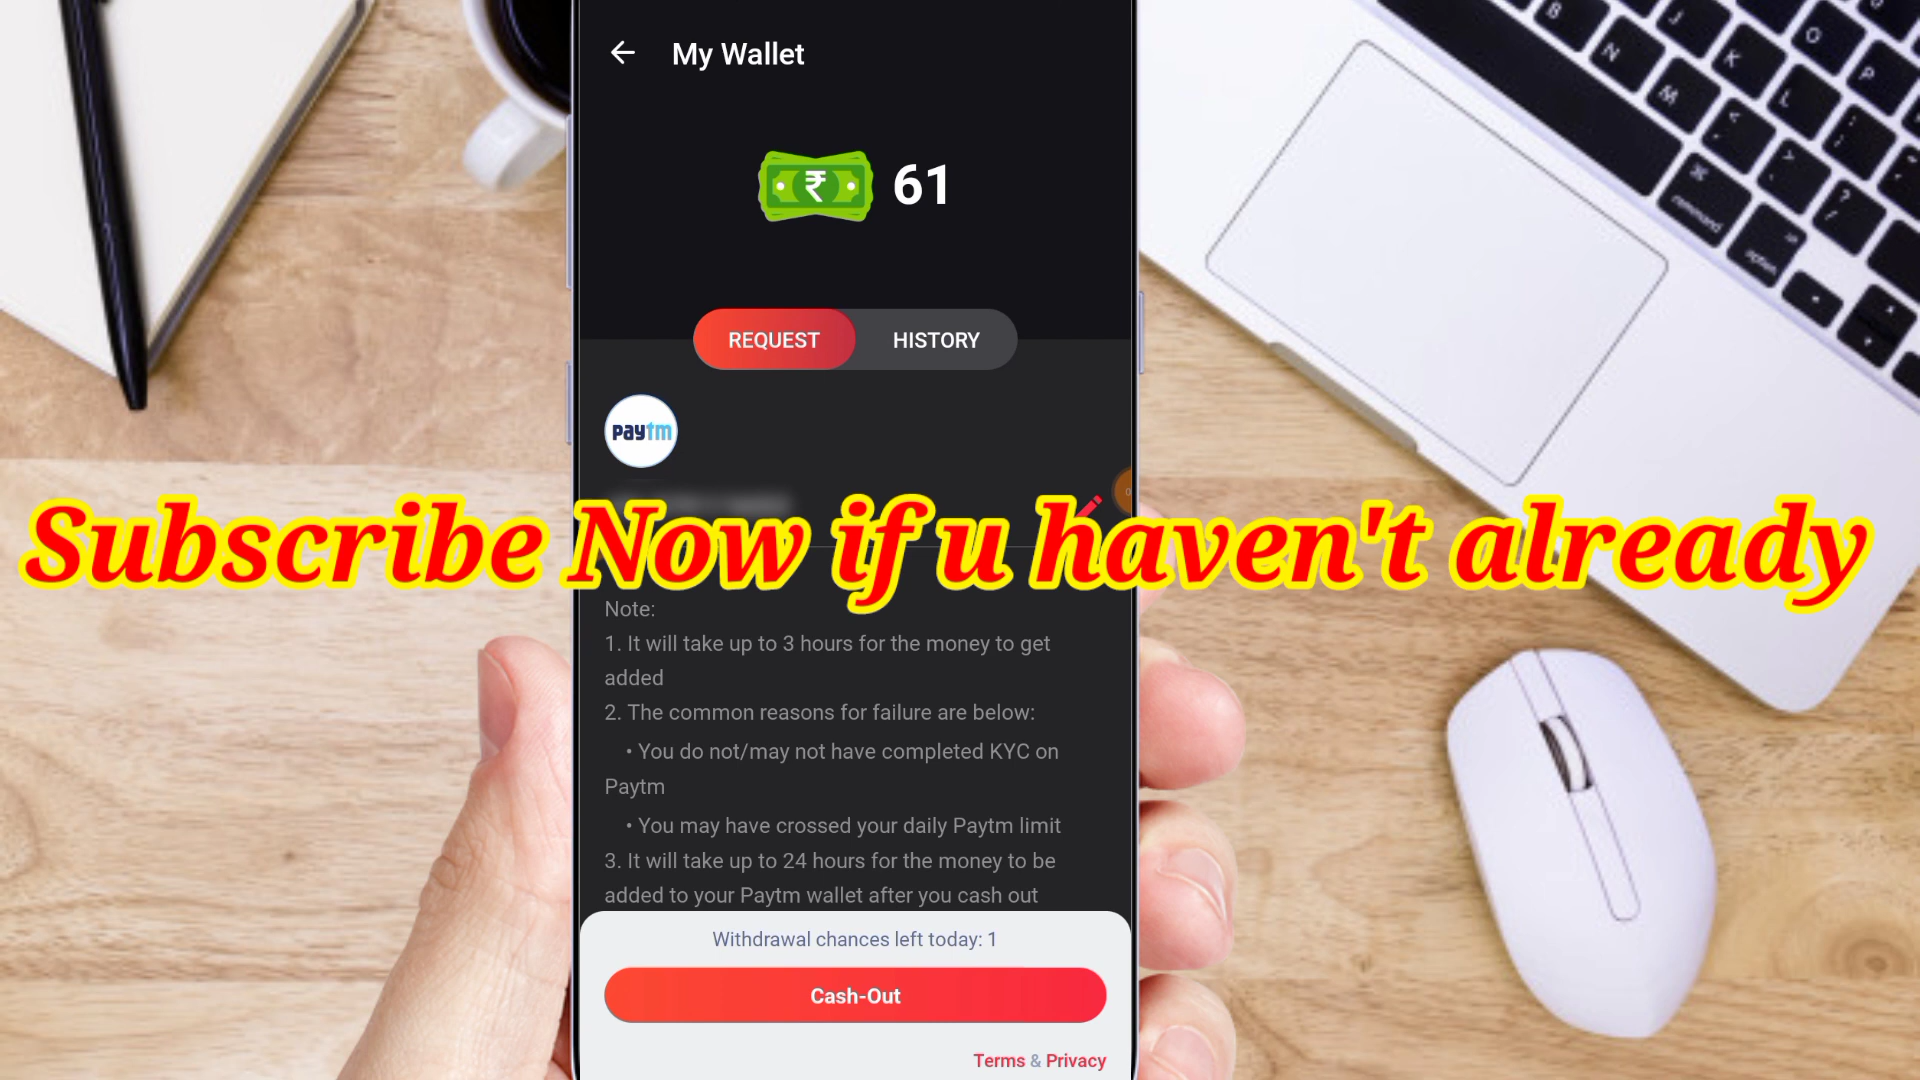 My Wallet
₹ 61
REQUEST HISTORY
paytm
Subscribe Now if u haven't already
Note:
1. It will take up to 3 hours for the money to get
added
2. The common reasons for failure are below:
• You do not/may not have completed KYC on
Paytm
• You may have crossed your daily Paytm limit
3. It will take up to 24 hours for the money to be
added to your Paytm wallet after you cash out
Withdrawal chances left today: 1
Cash-Out
Terms & Privacy
B
N
M
J
K
L
O
P
command
option